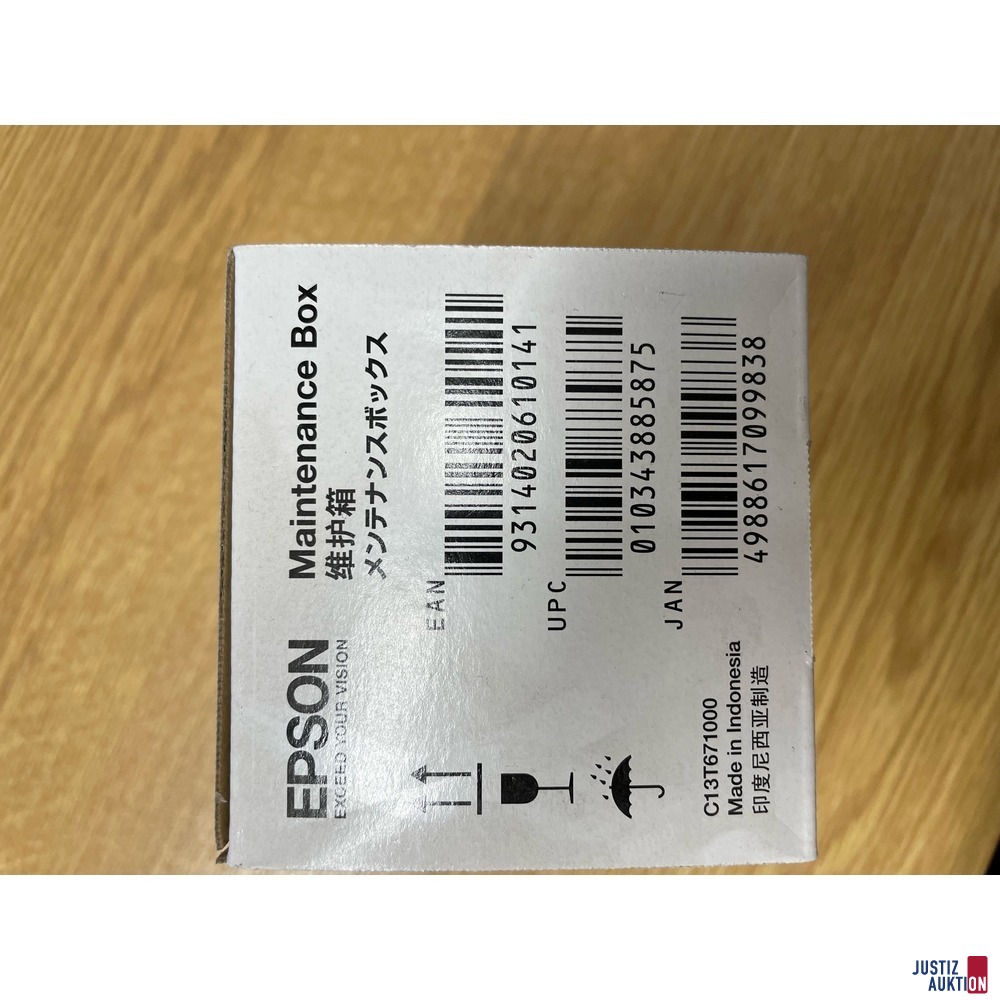 EPSON
EXCEED YOUR VISION
Maintenance Box
维护箱
メンテナンスボックス
EAN
9314020610141
UPC
010343885875
JAN
4988617099838
C13T671000
Made in Indonesia
印度尼西亚制造
JUSTIZ
AUKTION